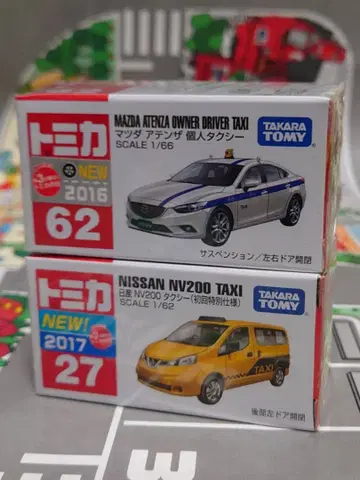 トミカ
NEW
2016
62
MAZDA ATENZA OWNER DRIVER TAXI
マツダ アテンザ 個人タクシー
SCALE 1/66
TAKARA TOMY
サスペンション／左右ドア開閉
トミカ
NEW!
2017
27
NISSAN NV200 TAXI
日産 NV200 タクシー(初回特別仕様)
SCALE 1/62
TAKARA TOMY
TAXI
後部左ドア開閉
3